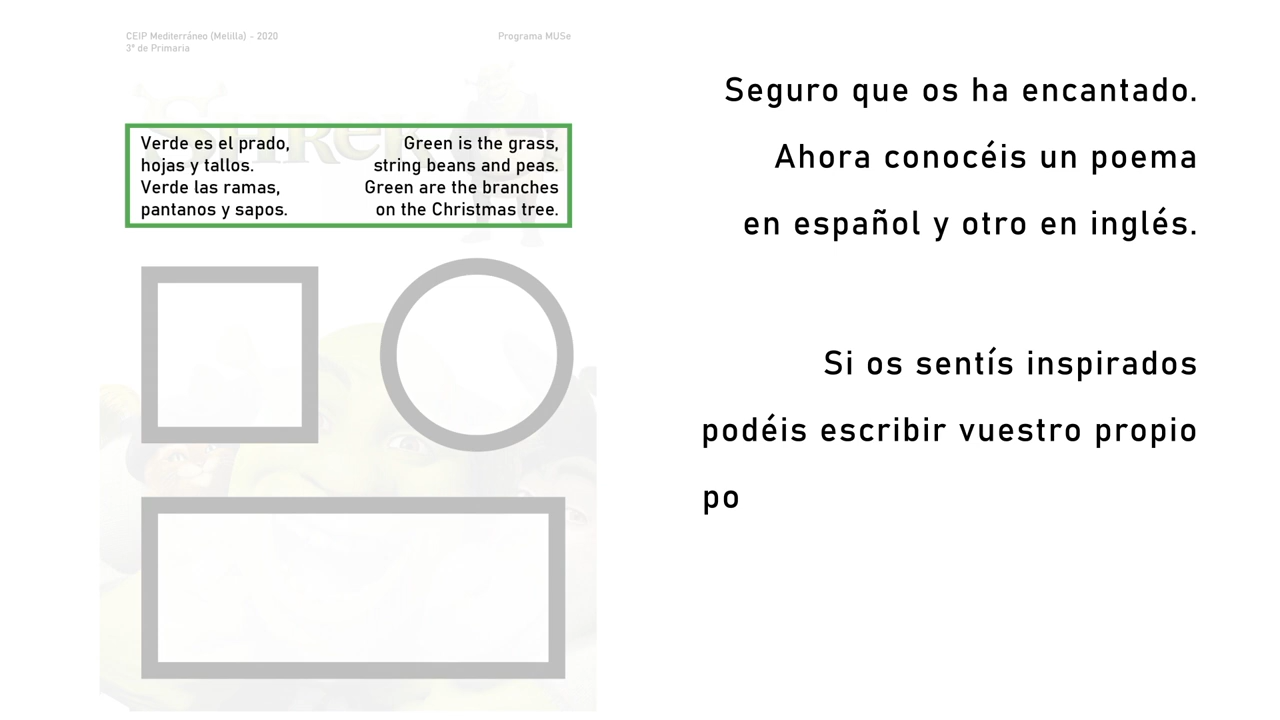 CEIP Mediterráneo (Melilla) - 2020
3º de Primaria
Programa MUSe
SHREK
Verde es el prado,
hojas y tallos.
Verde las ramas,
pantanos y sapos.
Green is the grass,
string beans and peas.
Green are the branches
on the Christmas tree.
Seguro que os ha encantado.
Ahora conocéis un poema
en español y otro en inglés.
Si os sentís inspirados
podéis escribir vuestro propio
po